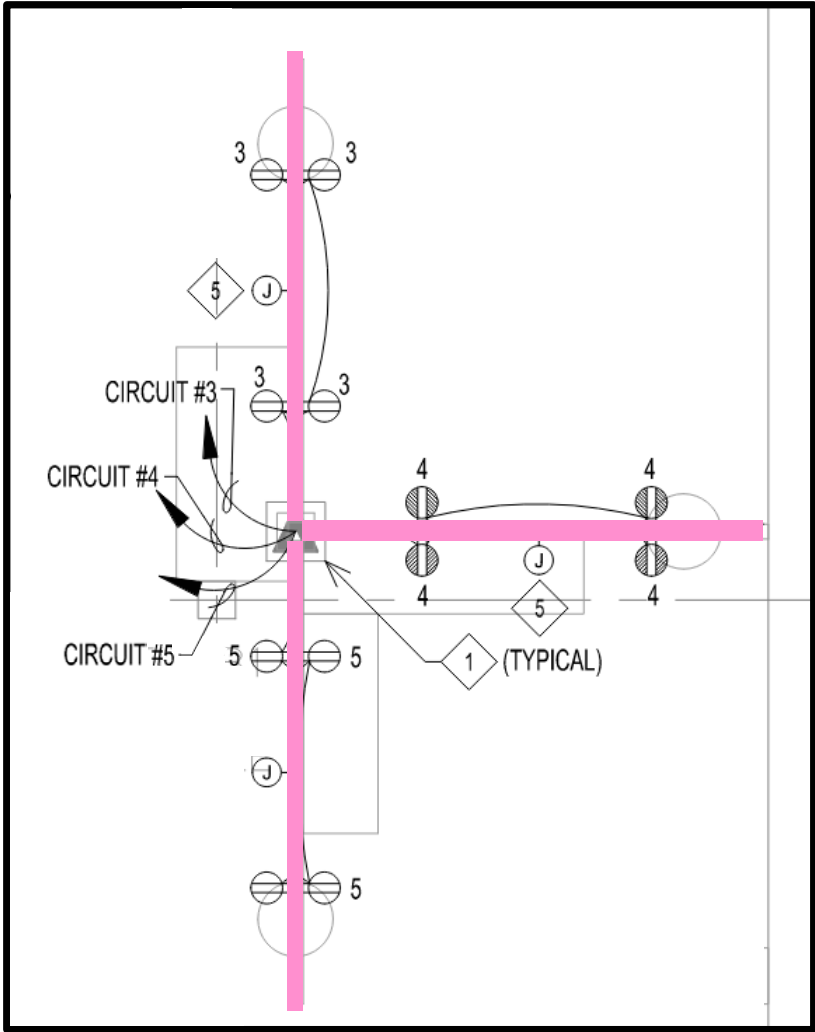 3 3
5 J
3 3
CIRCUIT #3
CIRCUIT #4
4 4
J
4 4
5
CIRCUIT #5
5 5
1 (TYPICAL)
J
5